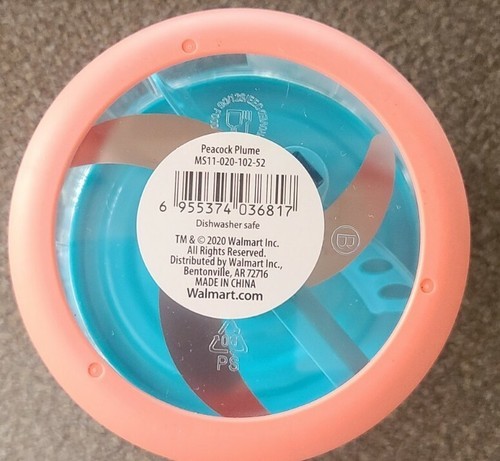 Peacock Plume
MS11-020-102-52
6 955374 036817
Dishwasher safe
TM & © 2020 Walmart Inc.
All Rights Reserved.
Distributed by Walmart Inc.,
Bentonville, AR 72716
MADE IN CHINA
Walmart.com
B
PS